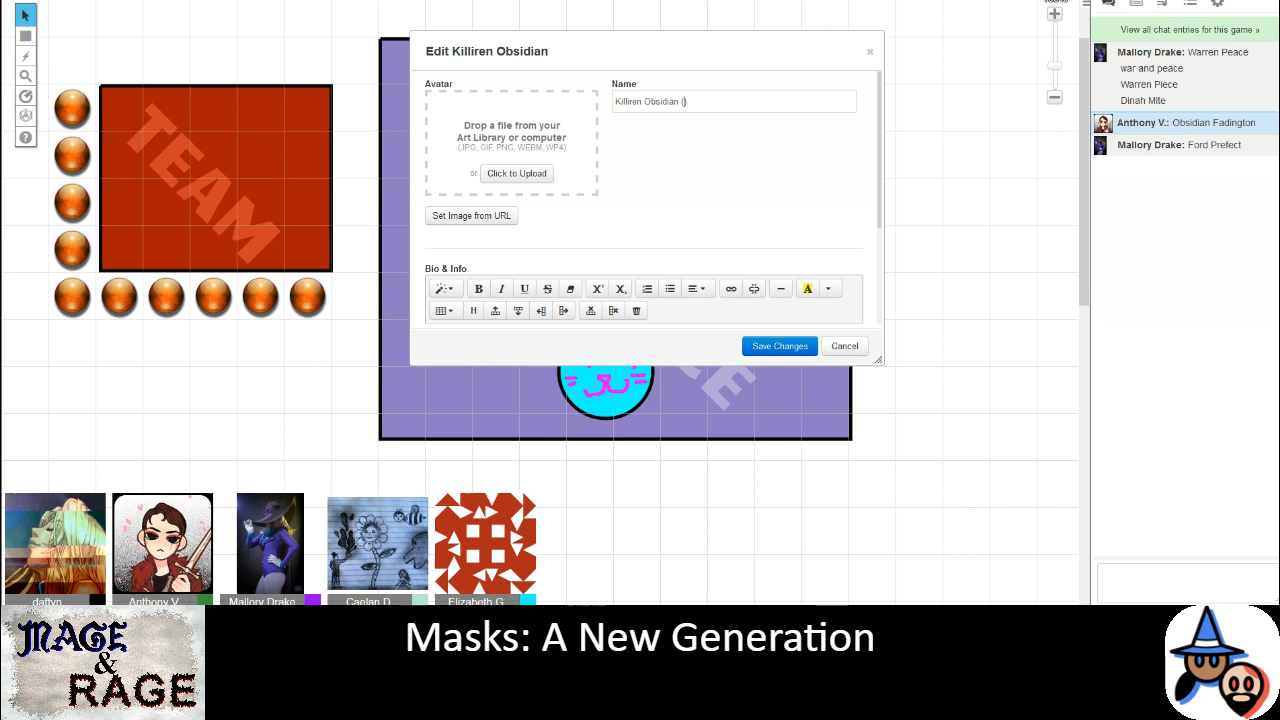 View all chat entries for this game »
Mallory Drake: Warren Peace
war and peace
Warren Piece
Dinah Mite
Anthony V.: Obsidian Fadington
Mallory Drake: Ford Prefect
Edit Killiren Obsidian
×
Avatar
Name
Killiren Obsidian ()
Drop a file from your
Art Library or computer
(JPG, GIF, PNG, WEBM, WP4)
or Click to Upload
Set Image from URL
Bio & Info
B I U S X' X, A
H
Save Changes
Cancel
TEAM
CE
daftyn
Anthony V.
Mallory Drake
Caelan D.
Elizabeth G.
MAGE
&
RAGE
Masks: A New Generation